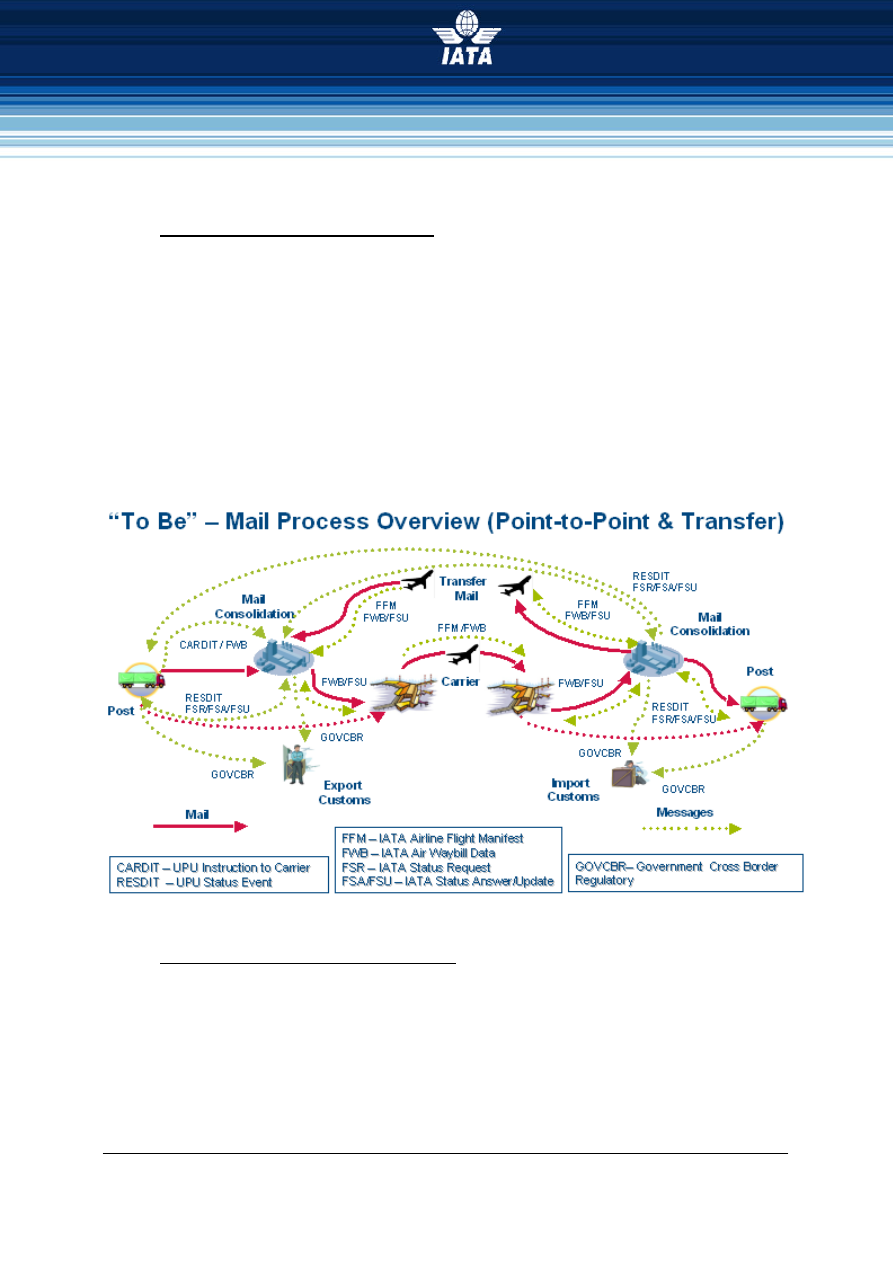 IATA
“To Be” – Mail Process Overview (Point-to-Point & Transfer)
RESDIT
FSR/FSA/FSU
Transfer
Mail
Mail
Consolidation
FFM
FWB/FSU
FFM
FWB/FSU
Mail
Consolidation
FFM/FWB
CARDIT / FWB
Post
FWB/FSU
Carrier
FWB/FSU
RESDIT
FSR/FSA/FSU
Post
RESDIT
FSR/FSA/FSU
GOVCBR
GOVCBR
GOVCBR
GOVCBR
Export
Customs
Import
Customs
Mail
Messages
CARDIT – UPU Instruction to Carrier
RESDIT – UPU Status Event
FFM – IATA Airline Flight Manifest
FWB – IATA Air Waybill Data
FSR – IATA Status Request
FSA/FSU – IATA Status Answer/Update
GOVCBR– Government Cross Border
Regulatory